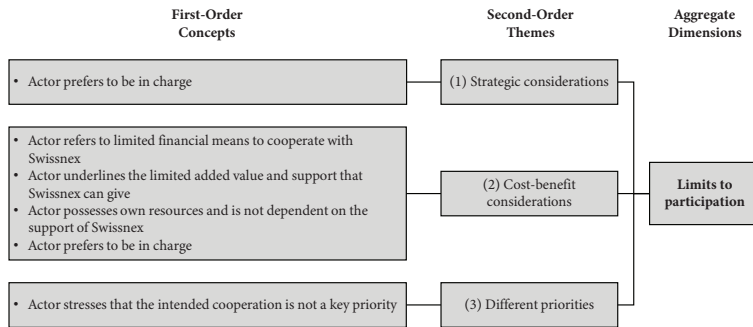 First-Order
Concepts
Second-Order
Themes
Aggregate
Dimensions
• Actor prefers to be in charge
(1) Strategic considerations
• Actor refers to limited financial means to cooperate with
Swissnex
• Actor underlines the limited added value and support that
Swissnex can give
• Actor possesses own resources and is not dependent on the
support of Swissnex
• Actor prefers to be in charge
(2) Cost-benefit
considerations
Limits to
participation
• Actor stresses that the intended cooperation is not a key priority
(3) Different priorities